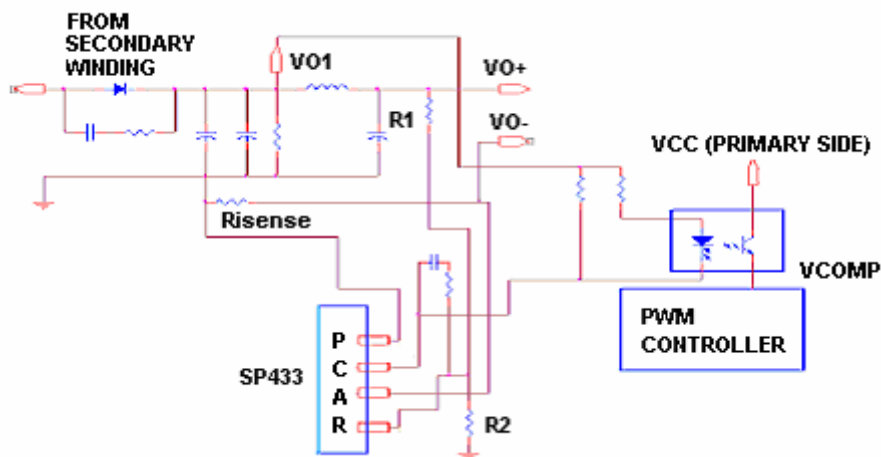 FROM
SECONDARY
WINDING
VO1
VO+
R1
VO-
VCC (PRIMARY SIDE)
Risense
VCOMP
PWM
CONTROLLER
SP433
P
C
A
R
R2